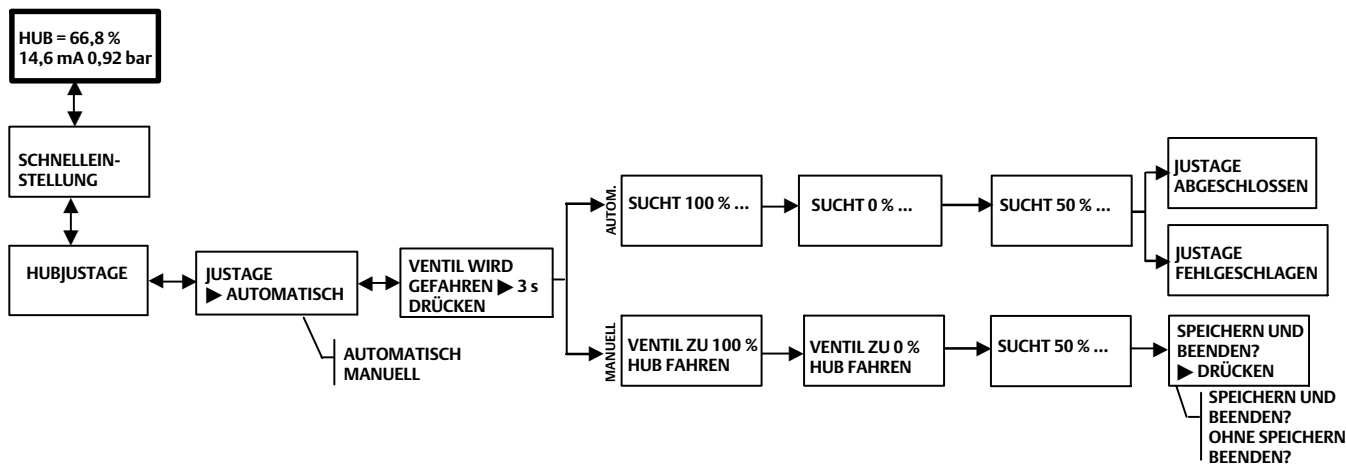 HUB = 66,8 %
14,6 mA 0,92 bar
SCHNELLEIN-
STELLUNG
HUBJUSTAGE
JUSTAGE
▶ AUTOMATISCH
AUTOMATISCH
MANUELL
VENTIL WIRD
GEFAHREN ▶ 3 s
DRÜCKEN
AUTOM.
SUCHT 100 % ...
SUCHT 0 % ...
SUCHT 50 % ...
JUSTAGE
ABGESCHLOSSEN
JUSTAGE
FEHLGESCHLAGEN
MANUELL
VENTIL ZU 100 %
HUB FAHREN
VENTIL ZU 0 %
HUB FAHREN
SUCHT 50 % ...
SPEICHERN UND
BEENDEN?
▶ DRÜCKEN
SPEICHERN UND
BEENDEN?
OHNE SPEICHERN
BEENDEN?